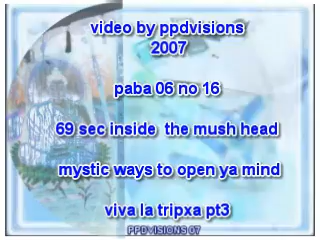 video by ppdvisions
2007
paba 06 no 16
69 sec inside the mush head
mystic ways to open ya mind
viva la tripxa pt3
PPDVISIONS 07